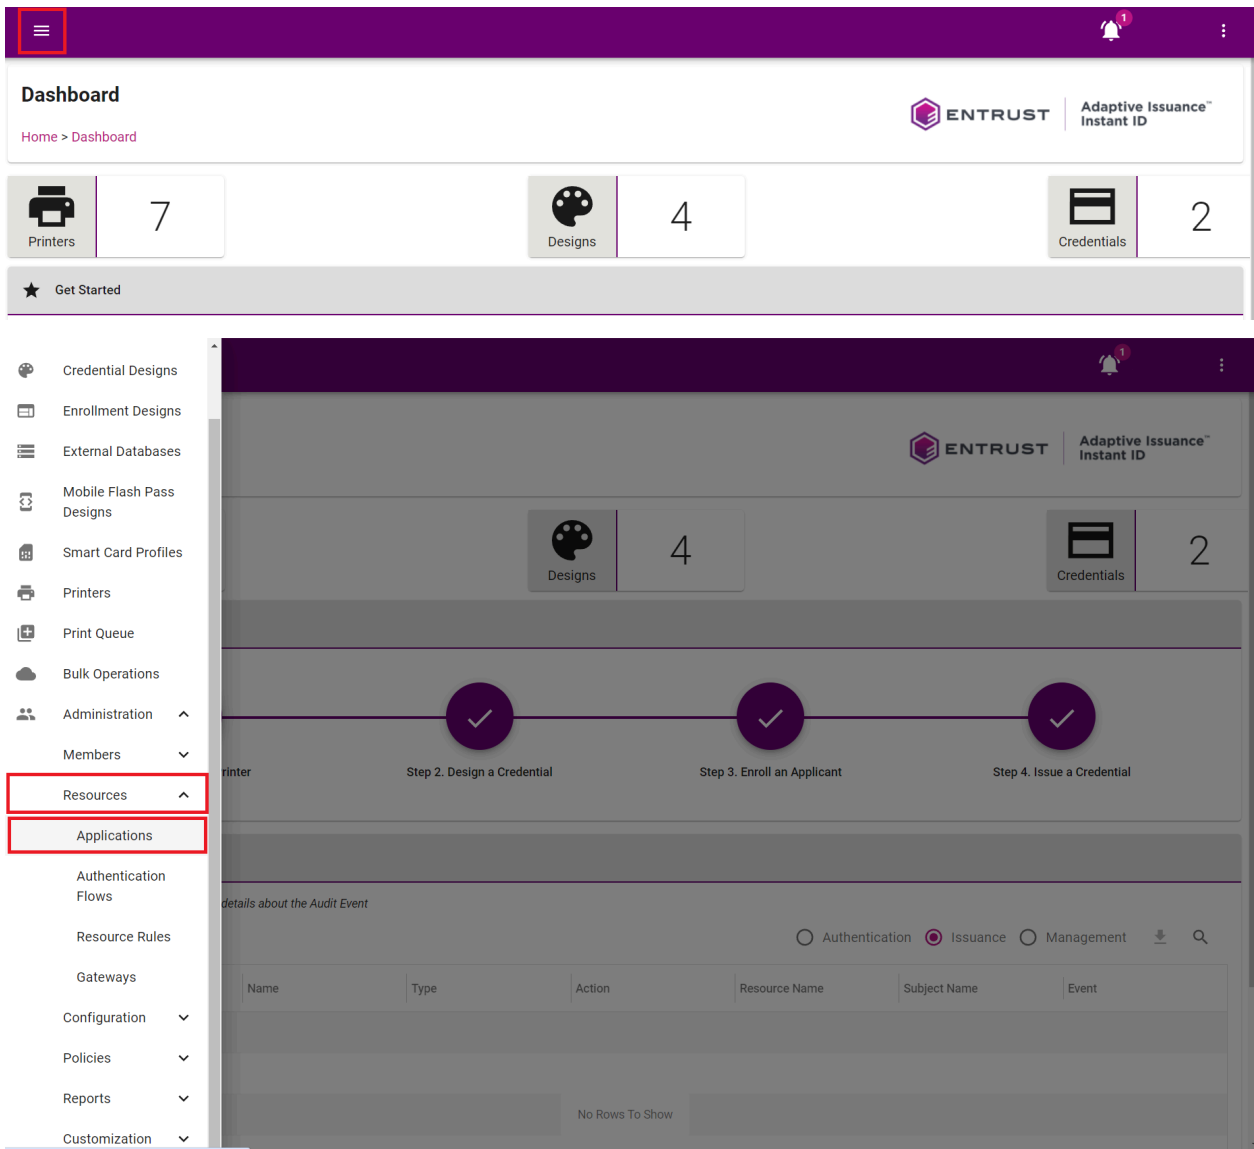 1
Dashboard
Home > Dashboard
ENTRUST
Adaptive Issuance™
Instant ID
Printers
7
Designs
4
Credentials
2
Get Started
Credential Designs
Enrollment Designs
External Databases
Mobile Flash Pass
Designs
Smart Card Profiles
Printers
Print Queue
Bulk Operations
Administration
Members
Resources
Applications
Authentication
Flows
Resource Rules
Gateways
Configuration
Policies
Reports
Customization
1
ENTRUST
Adaptive Issuance™
Instant ID
Designs
4
Credentials
2
rinter
Step 2. Design a Credential
Step 3. Enroll an Applicant
Step 4. Issue a Credential
details about the Audit Event
Authentication
Issuance
Management
Name
Type
Action
Resource Name
Subject Name
Event
No Rows To Show